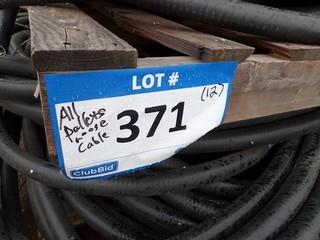 LOT #
All
Pallets
Loose
Cable
371
(12)
ClubBid